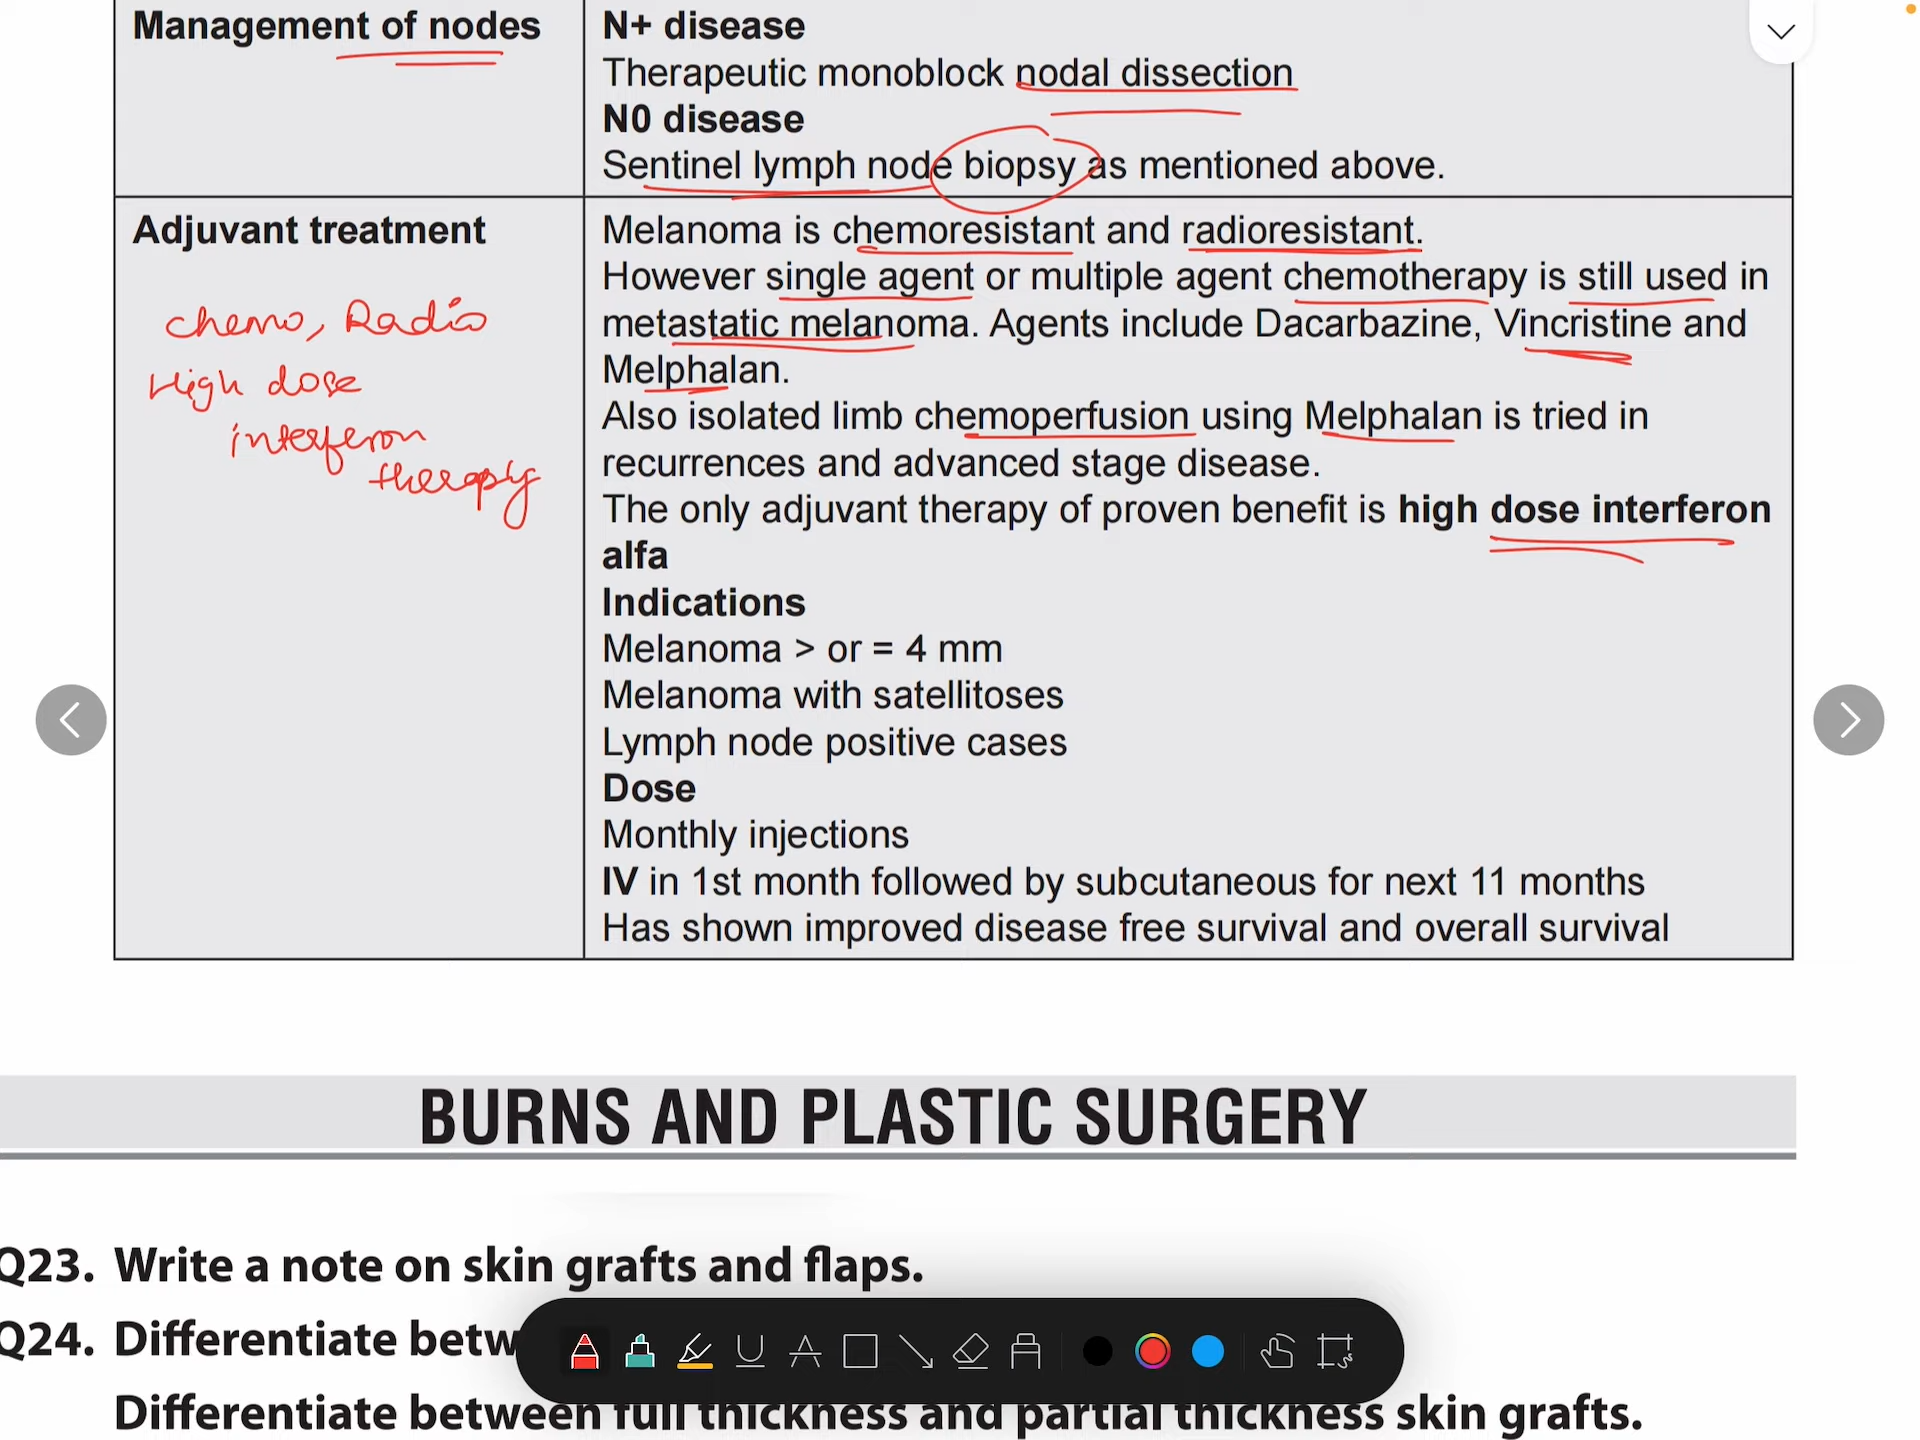 Management of nodes
N+ disease
Therapeutic monoblock nodal dissection
N0 disease
Sentinel lymph node biopsy as mentioned above.
Adjuvant treatment
chemo, Radio
High dose
interferon
therapy
Melanoma is chemoresistant and radioresistant.
However single agent or multiple agent chemotherapy is still used in
metastatic melanoma. Agents include Dacarbazine, Vincristine and
Melphalan.
Also isolated limb chemoperfusion using Melphalan is tried in
recurrences and advanced stage disease.
The only adjuvant therapy of proven benefit is high dose interferon
alfa
Indications
Melanoma > or = 4 mm
Melanoma with satellitoses
Lymph node positive cases
Dose
Monthly injections
IV in 1st month followed by subcutaneous for next 11 months
Has shown improved disease free survival and overall survival
BURNS AND PLASTIC SURGERY
Q23. Write a note on skin grafts and flaps.
Q24. Differentiate betw
Differentiate between full thickness and partial thickness skin grafts.